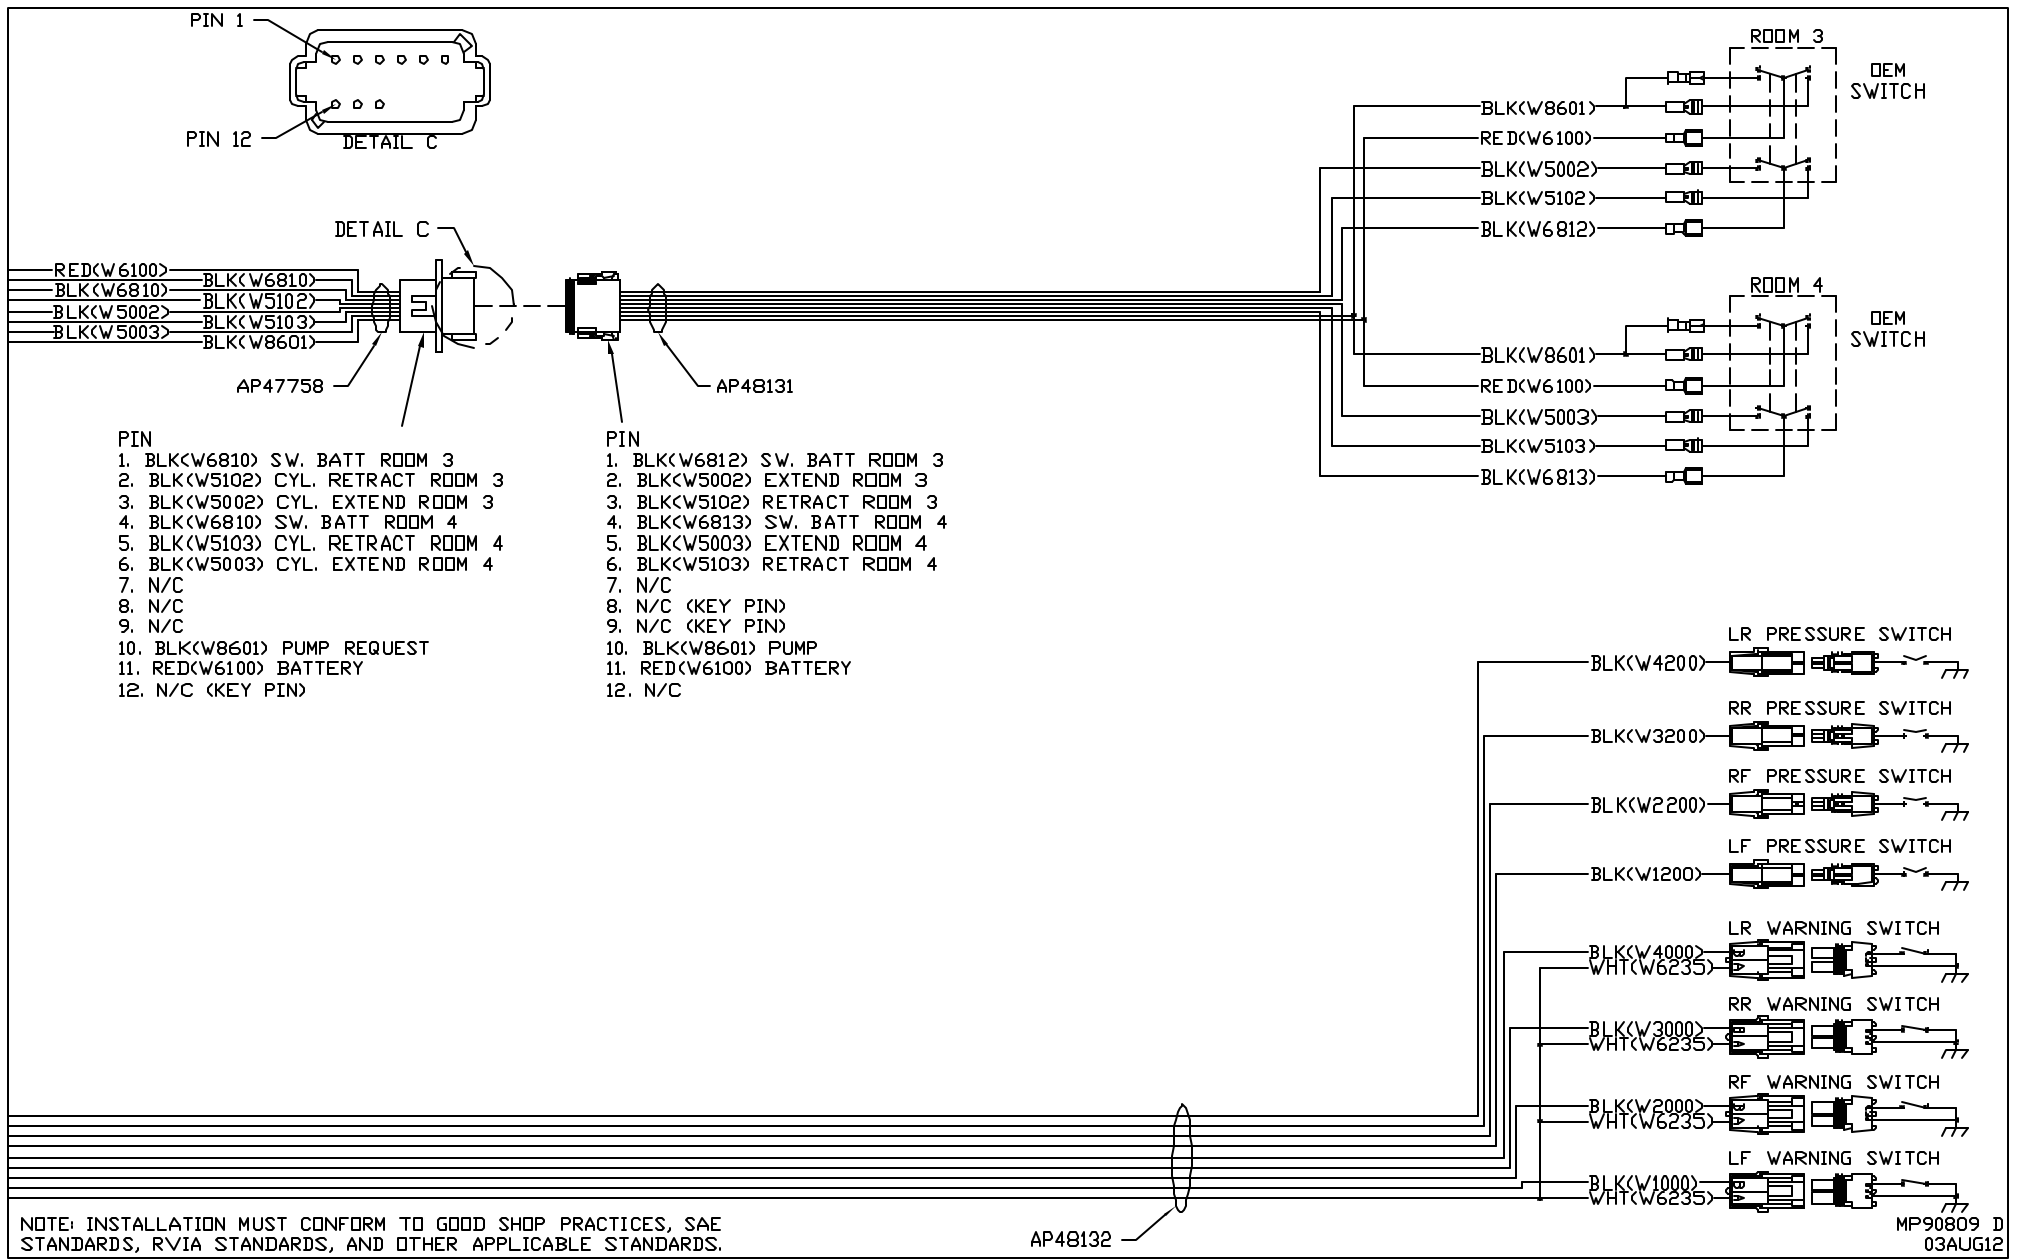 PIN 1
PIN 12
DETAIL C
ROOM 3
OEM
SWITCH
BLK(W8601)
RED(W6100)
BLK(W5002)
BLK(W5102)
BLK(W6812)
DETAIL C
RED(W6100)
BLK(W6810)
BLK(W6810)
BLK(W5102)
BLK(W5002)
BLK(W5103)
BLK(W5003)
BLK(W8601)
AP47758
AP48131
ROOM 4
OEM
SWITCH
BLK(W8601)
RED(W6100)
BLK(W5003)
BLK(W5103)
BLK(W6813)
PIN
1. BLK(W6810) SW. BATT ROOM 3
2. BLK(W5102) CYL. RETRACT ROOM 3
3. BLK(W5002) CYL. EXTEND ROOM 3
4. BLK(W6810) SW. BATT ROOM 4
5. BLK(W5103) CYL. RETRACT ROOM 4
6. BLK(W5003) CYL. EXTEND ROOM 4
7. N/C
8. N/C
9. N/C
10. BLK(W8601) PUMP REQUEST
11. RED(W6100) BATTERY
12. N/C (KEY PIN)
PIN
1. BLK(W6812) SW. BATT ROOM 3
2. BLK(W5002) EXTEND ROOM 3
3. BLK(W5102) RETRACT ROOM 3
4. BLK(W6813) SW. BATT ROOM 4
5. BLK(W5003) EXTEND ROOM 4
6. BLK(W5103) RETRACT ROOM 4
7. N/C
8. N/C (KEY PIN)
9. N/C (KEY PIN)
10. BLK(W8601) PUMP
11. RED(W6100) BATTERY
12. N/C
LR PRESSURE SWITCH
BLK(W4200)
RR PRESSURE SWITCH
BLK(W3200)
RF PRESSURE SWITCH
BLK(W2200)
LF PRESSURE SWITCH
BLK(W1200)
LR WARNING SWITCH
BLK(W4000)
B
WHT(W6235)
A
RR WARNING SWITCH
BLK(W3000)
B
WHT(W6235)
A
RF WARNING SWITCH
BLK(W2000)
B
WHT(W6235)
A
LF WARNING SWITCH
BLK(W1000)
B
WHT(W6235)
A
AP48132
NOTE: INSTALLATION MUST CONFORM TO GOOD SHOP PRACTICES, SAE
STANDARDS, RVIA STANDARDS, AND OTHER APPLICABLE STANDARDS.
MP90809 D
03AUG12